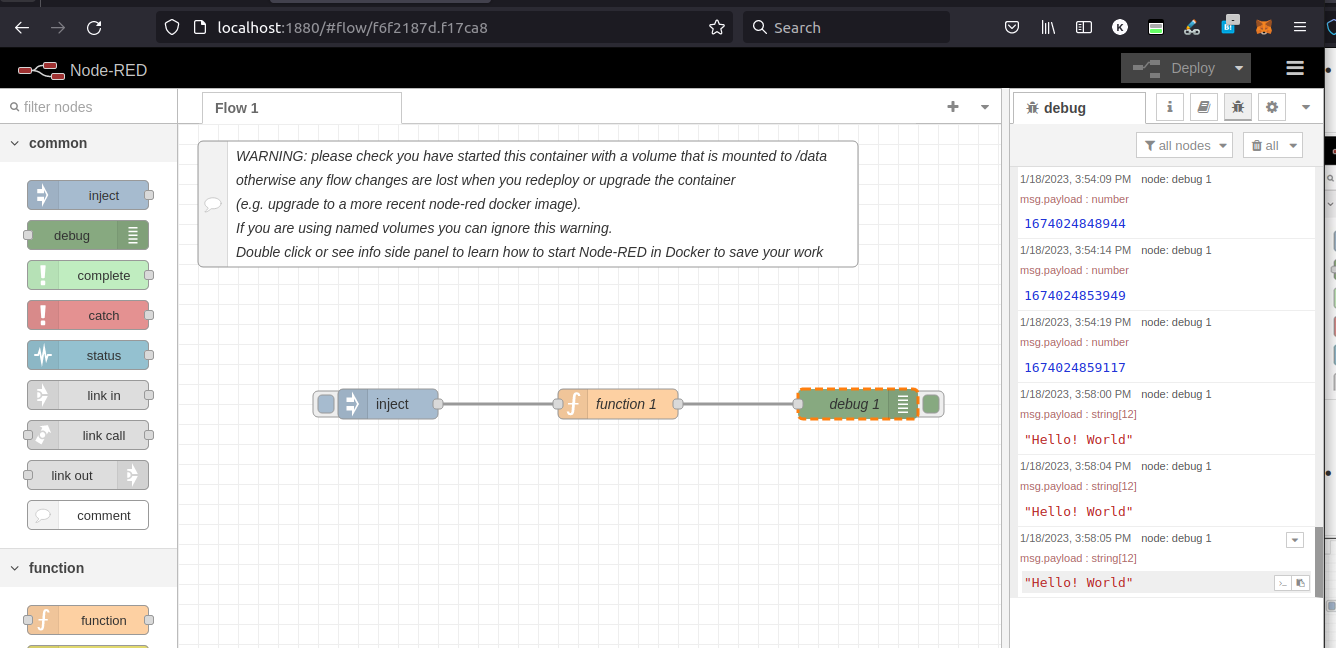 localhost:1880/#flow/f6f2187d.f17ca8
Search
K
Node-RED
Deploy
filter nodes
Flow 1
debug
i
all nodes
all
common
inject
debug
complete
catch
status
link in
link call
link out
comment
function
function
WARNING: please check you have started this container with a volume that is mounted to /data
otherwise any flow changes are lost when you redeploy or upgrade the container
(e.g. upgrade to a more recent node-red docker image).
If you are using named volumes you can ignore this warning.
Double click or see info side panel to learn how to start Node-RED in Docker to save your work
inject
function 1
debug 1
1/18/2023, 3:54:09 PM node: debug 1
msg.payload : number
1674024848944
1/18/2023, 3:54:14 PM node: debug 1
msg.payload : number
1674024853949
1/18/2023, 3:54:19 PM node: debug 1
msg.payload : number
1674024859117
1/18/2023, 3:58:00 PM node: debug 1
msg.payload : string[12]
"Hello! World"
1/18/2023, 3:58:04 PM node: debug 1
msg.payload : string[12]
"Hello! World"
1/18/2023, 3:58:05 PM node: debug 1
msg.payload : string[12]
"Hello! World"